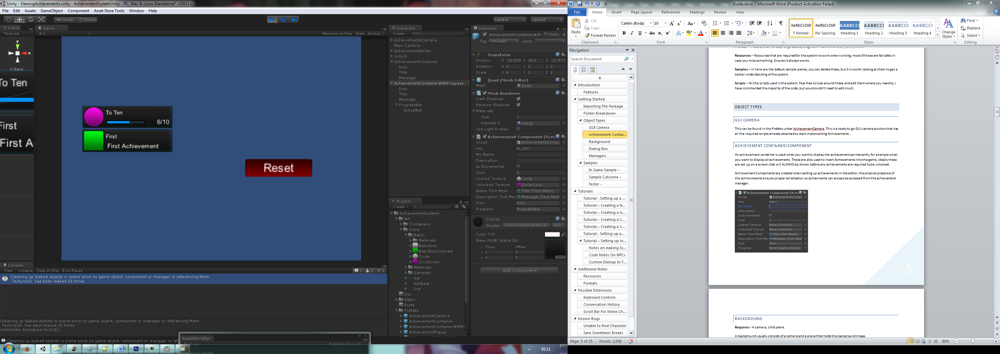 Unity - ViewingAchievements.unity - AchievementSystemUnity - PC, Mac & Linux Standalone* <DX11>
File Edit Assets GameObject Component Asset Store Tools Window Help
Center Global
Layers Layout
Scene
Textured
y
x
Back
To Ten
First
First A
Game
4:3
Maximize on Play Stats Gizmos
To Ten
6/10
First
First Achievement
Reset
Console
Clear Collapse Clear on Play Error Pause
1 0 0
Cleaning up leaked objects in scene since no game object, component or manager is referencing them
Texture2D has been leaked 15 times.
Cleaning up leaked objects in scene since no game object, component or manager is referencing them
Texture2D has been leaked 15 times.
UnityEditor.DockArea:OnGUI()
Cleaning up leaked objects in scene since no game object, component or manager is ref
AssetStoreMgr
Hierarchy
Create All
AchievementsCamera
Main Camera
AchievementHolder
Unlock
AchievementContainer
Icon
Title
Message
AchievementContainerWithProgress
Icon
Title
Message
ProgressBar
ActualBar
Project
Create
AchievementSystem
Art
Containers
Icons
Basic
Materials
BasicIcon
BasicIconColored
Circle
CircleColor
Materials
Samples
bar
barBack
line
Doc
Editor
Fonts
Prefabs
AchievementCamera
AchievementContainer
AchievementContainerWithPr
AchievementPopup
Inspector
AchievementContainerWith Static
Tag Untagged Layer
Transform
Position X -20.015 Y 34.6 Z -22.573
Rotation X 0 Y 0 Z 0
Scale X 4 Y 1 Z 1
Quad (Mesh Filter)
Mesh Quad
Mesh Renderer
Cast Shadows
Receive Shadows
Materials
Size 1
Element 0 popup
Use Light Probes
Achievement Component (Scri
Script AchievementCompo
Key to_ten
My Name
Description
Is Incremental
Goal 0
Locked Texture Circle
Unlocked Texture CircleColor
Name Text Mesh Title (Text Mesh)
Description Text Mes Message (Text Mesh
Icon Icon
Progress ProgressBar
popup
Shader Unlit/UnlitAlphaWithFade Edit...
Color Tint
Base (RGB) Alpha (A)
Tiling Offset
x 1 0
y 1 0
Select
Add Component
01:11
Guide.docx - Microsoft Word (Product Activation Failed)
File Home Insert Page Layout References Mailings Review View
Paste
Cut
Copy
Format Painter
Clipboard
Calibri (Body) 10
Font
Paragraph
AaBbCcDdE AaBbCcDdE AABBCCI AABBCCI AABBCCI AABBCCI
¶ Normal No Spacing Heading 1 Heading 2 Heading 3 Heading 4
Styles
Change Styles
Find
Replace
Select
Editing
Navigation
Search Document
Introduction
Features
Getting Started
Importing The Package
Folder Breakdown
Object Types
GUI Camera
Achievement Contai...
Background
Dialog Box
Managers
Samples
In Game Sample –
Sample Cutscene –
Tester -
Tutorials
Tutorial - Setting up a ...
Tutorial – Creating a N...
Tutorial – Creating a n...
Tutorial – Creating a C...
Tutorial – Creating a C...
Tutorial - Setting up a...
Tutorial – Setting up in...
Notes on making Sc...
Code Notes On NPCs
Custom Dialogs In T...
Additional Notes
Resources
Formats
Possible Extensions
Keyboard Controls
Conversation History
Scroll Bar For Inline Ch...
Known Bugs
Unable to find Character
Save Sometimes Breaks
Resources – Resources that are required for the system to work when running, most of these are fail safes in
case you miss something. Ensures it always works.
Samples – In here are the default sample scenes, you can delete these, but it is worth looking at them to get a
better understanding of the system.
Scripts – All the scripts used in the system. Feel free to look around these and edit them where you need to, I
have commented the majority of the code, but you shouldn't need to edit much.
OBJECT TYPES
GUI CAMERA
This can be found in the Prefabs under AchievementCamera. This is a ready to go GUI camera solution that has
all the required scripts already attached to start implementing Achievements.
ACHIEVEMENT CONTAINER/COMPONENT
An achievement container is used when you want to display the achievement permenantly, for example when
you want to display all achievements. These are also used to insert Achievements into the game, ideally these
are set up on a screen that will ALWAYS be shown before any achievements are required to be unlocked.
Achievement Components are created when setting up achievements in the editor, the physical presence of
the achievments ensures proper serialisation so achievments can always be accessed from the achievement
manager.
Achievement Component (Scri
Script AchievementCompo
Key basic
My Name
Description
Is Incremental
Goal 0
Locked Texture None (Texture)
Unlocked Texture None (Texture)
Name Text Mesh Title (Text Mesh)
Description Text Mes Message (Text Mesh
Icon Icon
Progress None (Game Object)
5
BACKGROUND
Requires – A camera, child plane.
A background usually consists of a camera and a plane that holds the background image.
Page: 5 of 25 Words: 2,858
80%